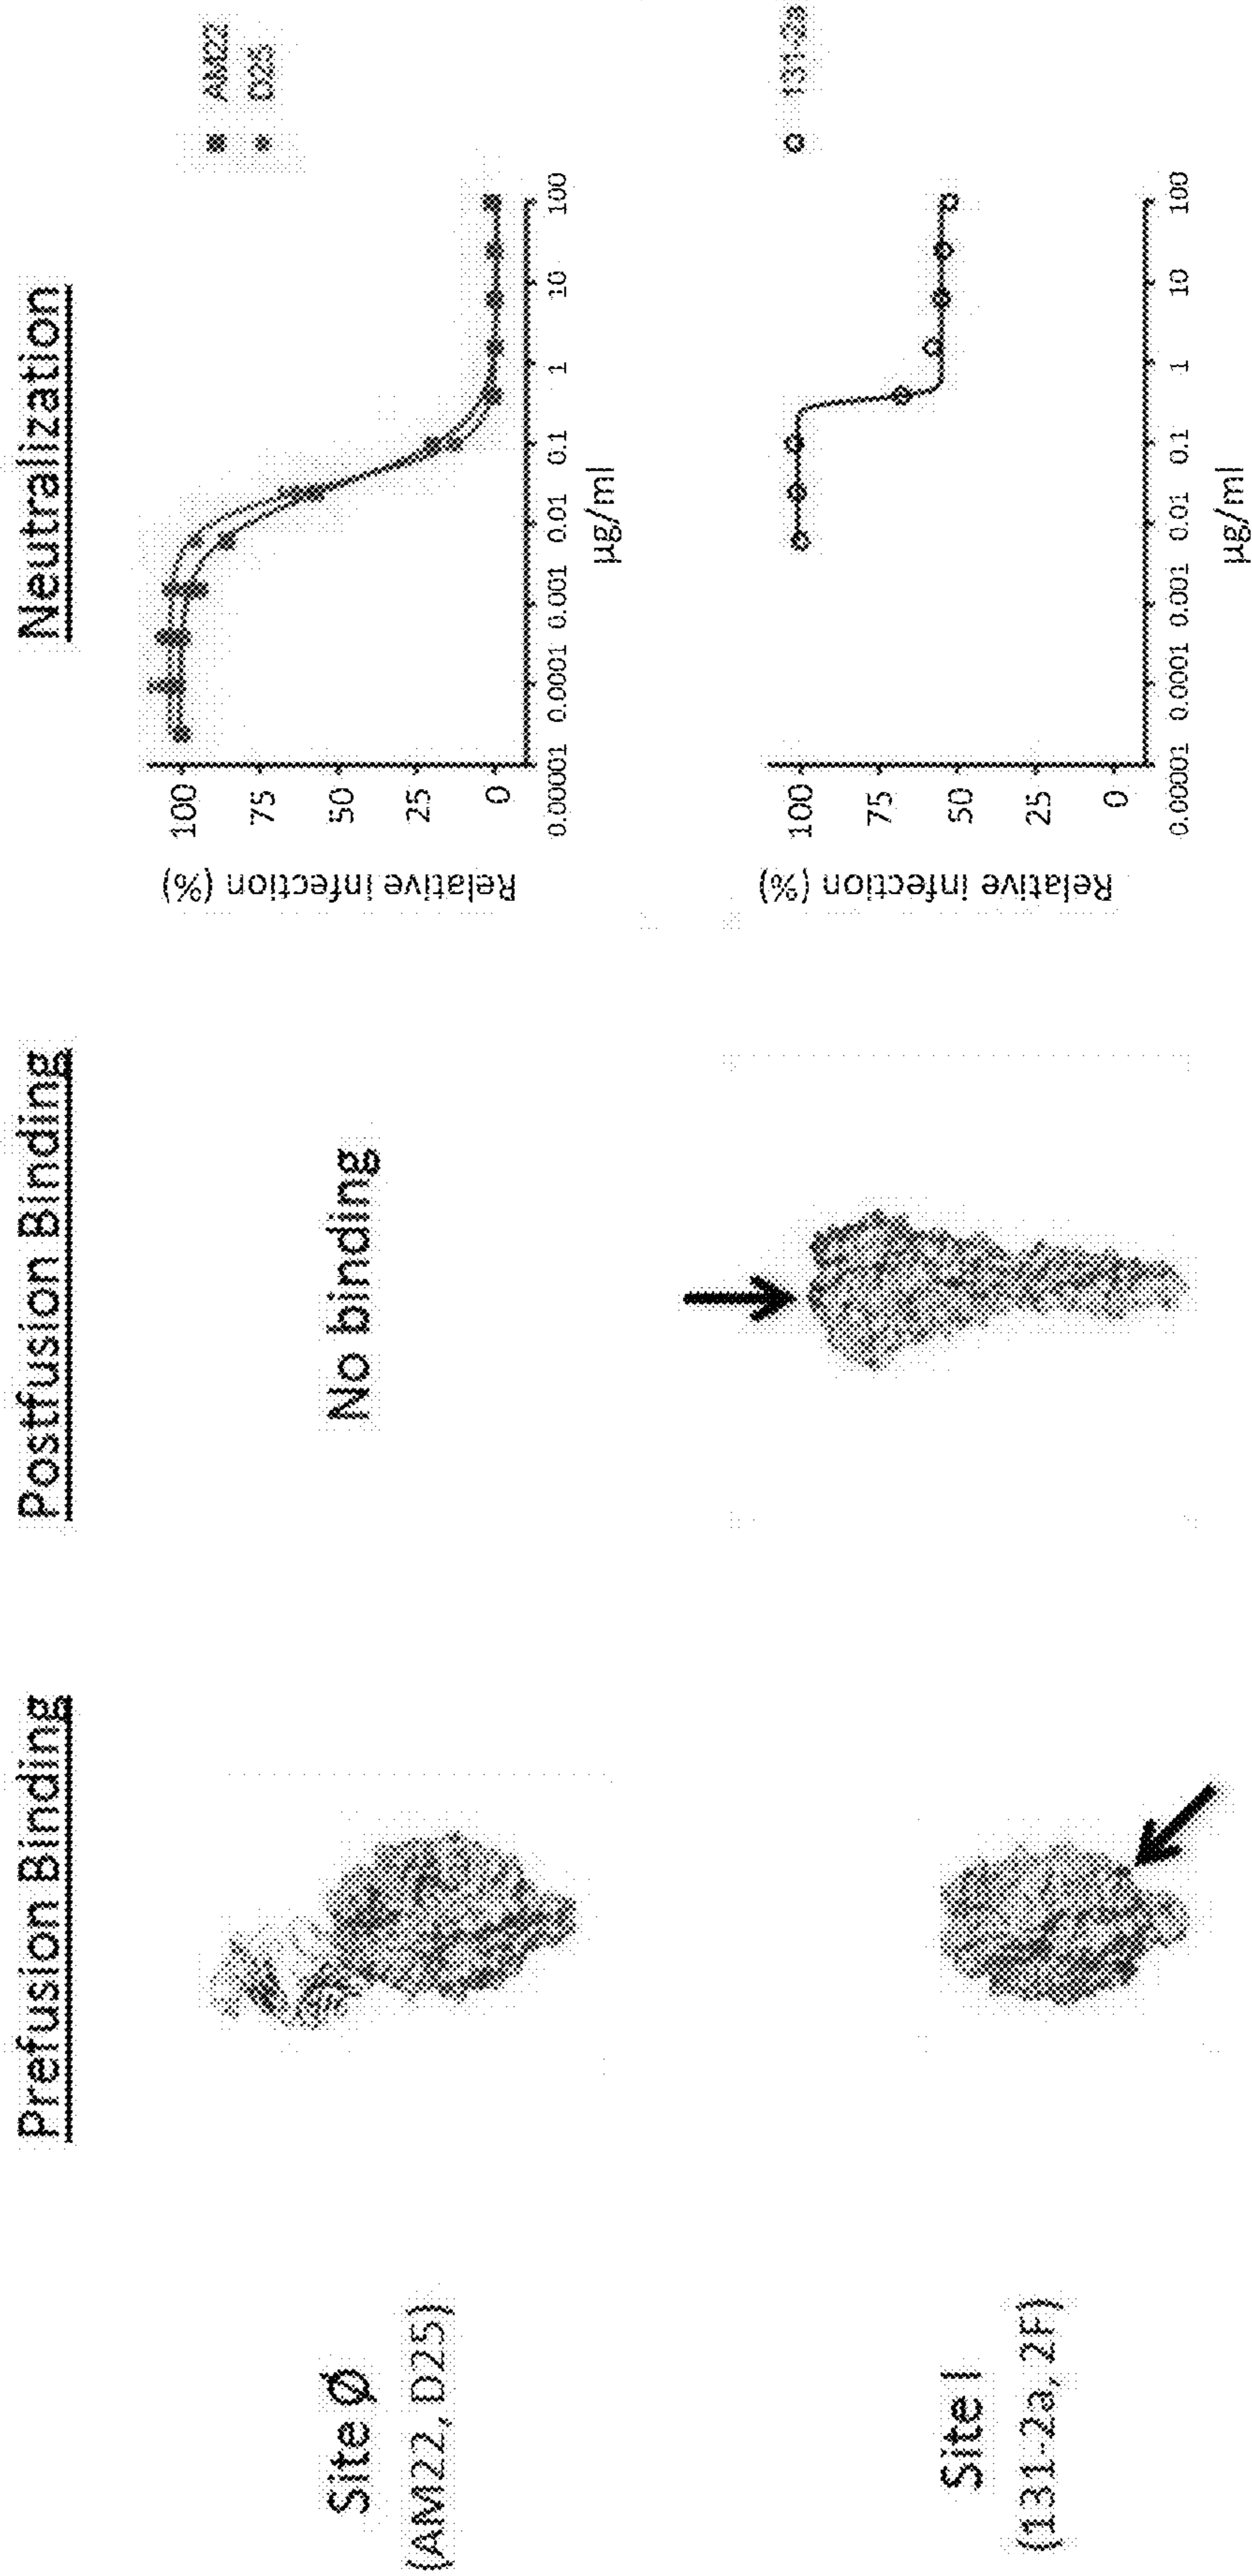 Prefusion Binding
Postfusion Binding
Neutralization
Site Ø
(AM22, D25)
No binding
Relative infection (%)
100
75
50
25
0
0.00001 0.0001 0.001 0.01 0.1 1 10 100
µg/ml
AM22
D25
Site I
(131-2a, 2F)
Relative infection (%)
100
75
50
25
0
0.00001 0.0001 0.001 0.01 0.1 1 10 100
µg/ml
131-2a